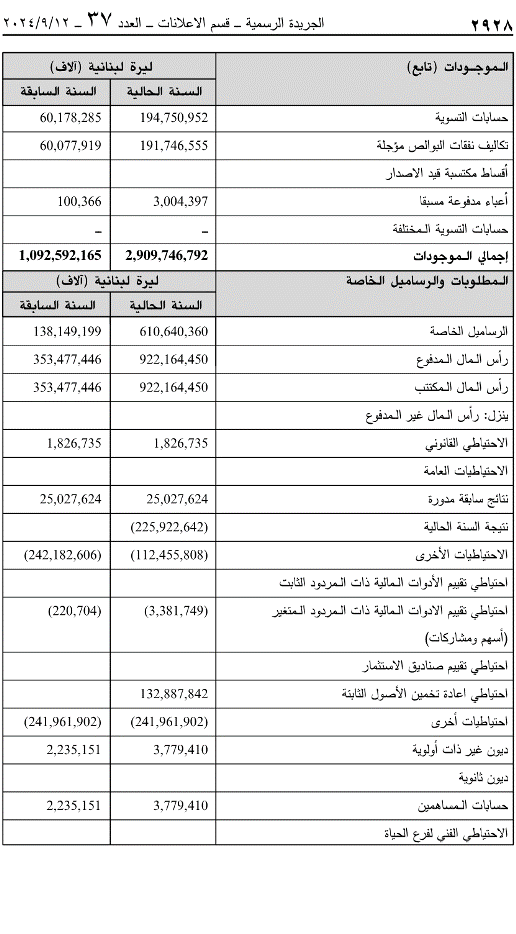 ٢٩٢٨ الجريدة الرسمية – قسم الاعلانات – العدد ٣٧ – ٢٠٢٤/٩/١٢
الموجودات (تابع) ليرة لبنانية (آلاف)
السنة الحالية السنة السابقة
حسابات التسوية 194,750,952 60,178,285
تكاليف نفقات البوالص مؤجلة 191,746,555 60,077,919
أقساط مكتسبة قيد الاصدار
أعباء مدفوعة مسبقا 3,004,397 100,366
حسابات التسوية المختلفة – –
إجمالي الموجودات 2,909,746,792 1,092,592,165
المطلوبات والرساميل الخاصة ليرة لبنانية (آلاف)
السنة الحالية السنة السابقة
الرساميل الخاصة 610,640,360 138,149,199
رأس المال المدفوع 922,164,450 353,477,446
رأس المال المكتتب 922,164,450 353,477,446
ينزل: رأس المال غير المدفوع
الاحتياطي القانوني 1,826,735 1,826,735
الاحتياطيات العامة
نتائج سابقة مدورة 25,027,624 25,027,624
نتيجة السنة الحالية (225,922,642)
الاحتياطيات الأخرى (112,455,808) (242,182,606)
احتياطي تقييم الأدوات المالية ذات المردود الثابت
احتياطي تقييم الادوات المالية ذات المردود المتغير (3,381,749) (220,704)
(أسهم ومشاركات)
احتياطي تقييم صناديق الاستثمار
احتياطي اعادة تخمين الأصول الثابتة 132,887,842
احتياطيات أخرى (241,961,902) (241,961,902)
ديون غير ذات أولوية 3,779,410 2,235,151
ديون ثانوية
حسابات المساهمين 3,779,410 2,235,151
الاحتياطي الفني لفرع الحياة